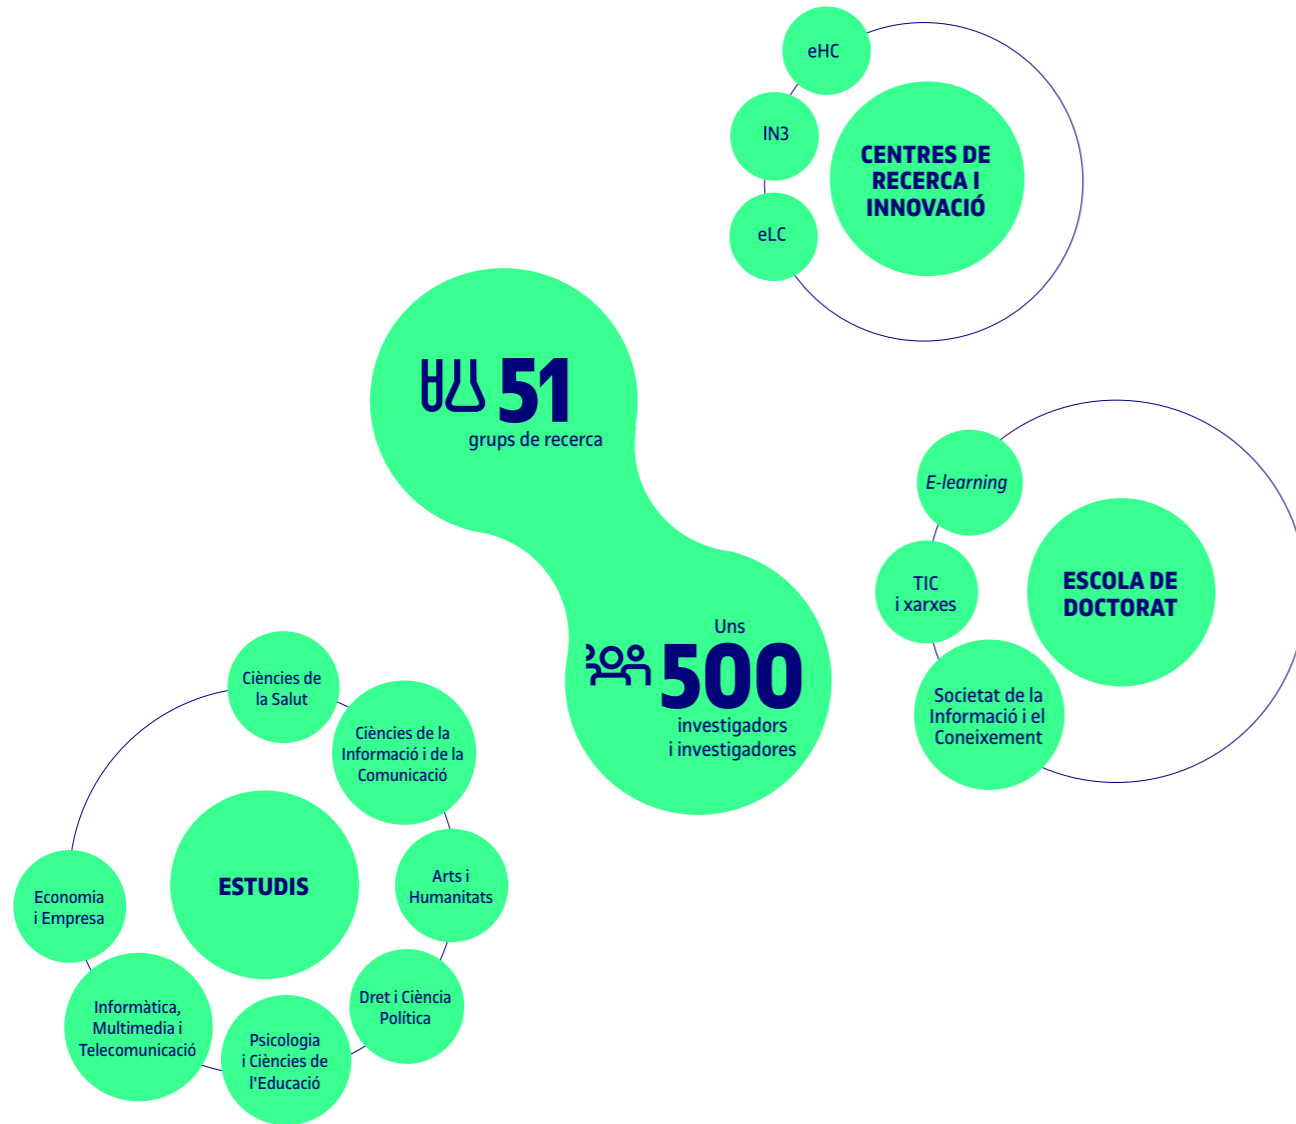 eHC
IN3
eLC
CENTRES DE
RECERCA I
INNOVACIÓ
51
grups de recerca
E-learning
TIC
i xarxes
Societat de la
Informació i el
Coneixement
ESCOLA DE
DOCTORAT
Uns
500
investigadors
i investigadores
Ciències de
la Salut
Ciències de la
Informació i de la
Comunicació
Arts i
Humanitats
Dret i Ciència
Política
Psicologia
i Ciències de
l'Educació
Informàtica,
Multimedia i
Telecomunicació
Economia
i Empresa
ESTUDIS